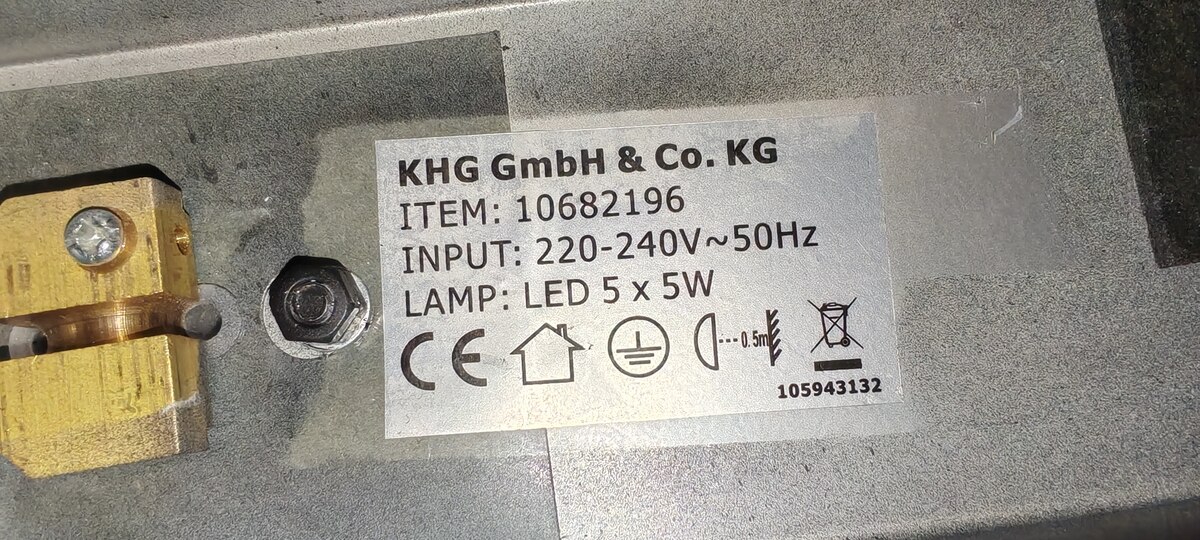 KHG GmbH & Co. KG
ITEM: 10682196
INPUT: 220-240V~50Hz
LAMP: LED 5 x 5W
CE 0.5m
105943132